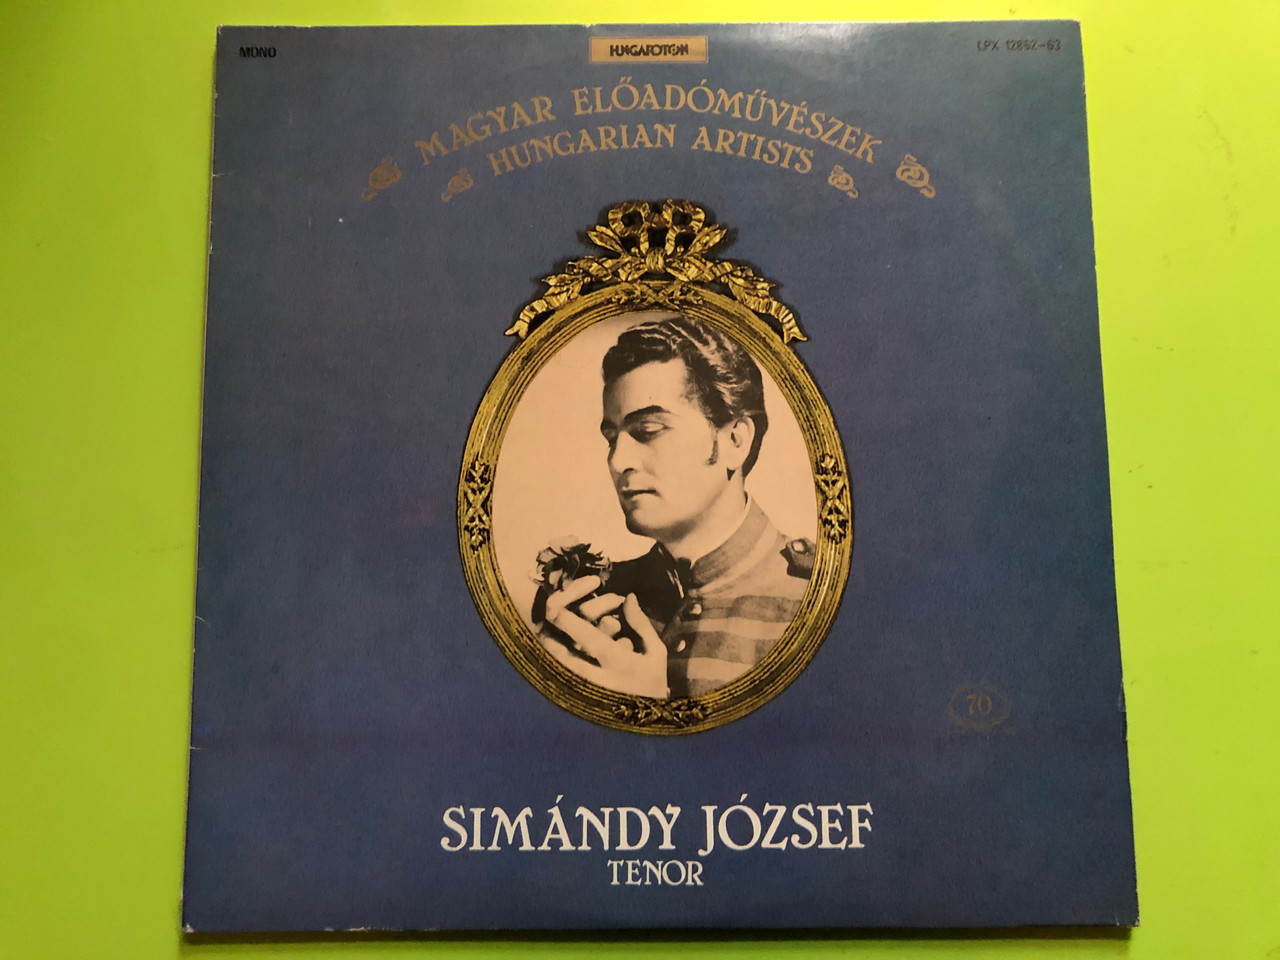 MONO
HUNGAROTON
LPX 12862-63
MAGYAR ELŐADÓMŰVÉSZEK
HUNGARIAN ARTISTS
70
SIMÁNDY JÓZSEF
TENOR